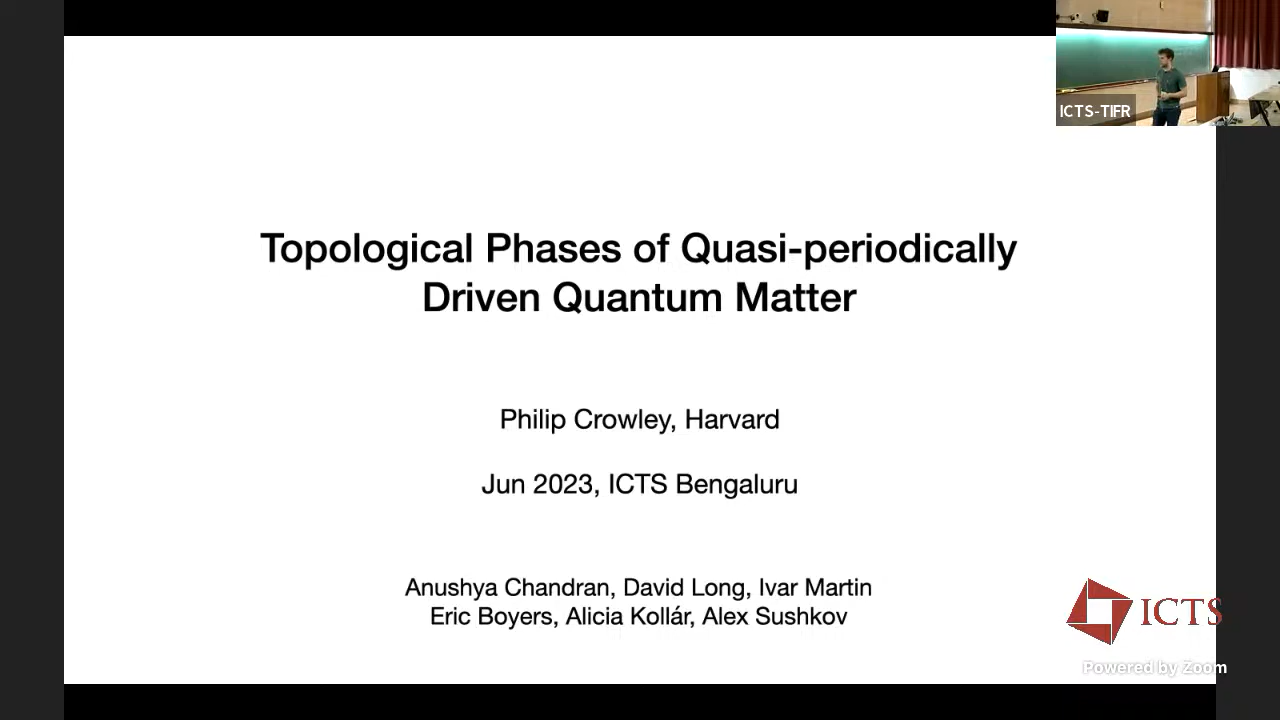 ICTS-TIFR
Topological Phases of Quasi-periodically
Driven Quantum Matter
Philip Crowley, Harvard
Jun 2023, ICTS Bengaluru
Anushya Chandran, David Long, Ivar Martin
Eric Boyers, Alicia Kollár, Alex Sushkov
ICTS
Powered by Zoom